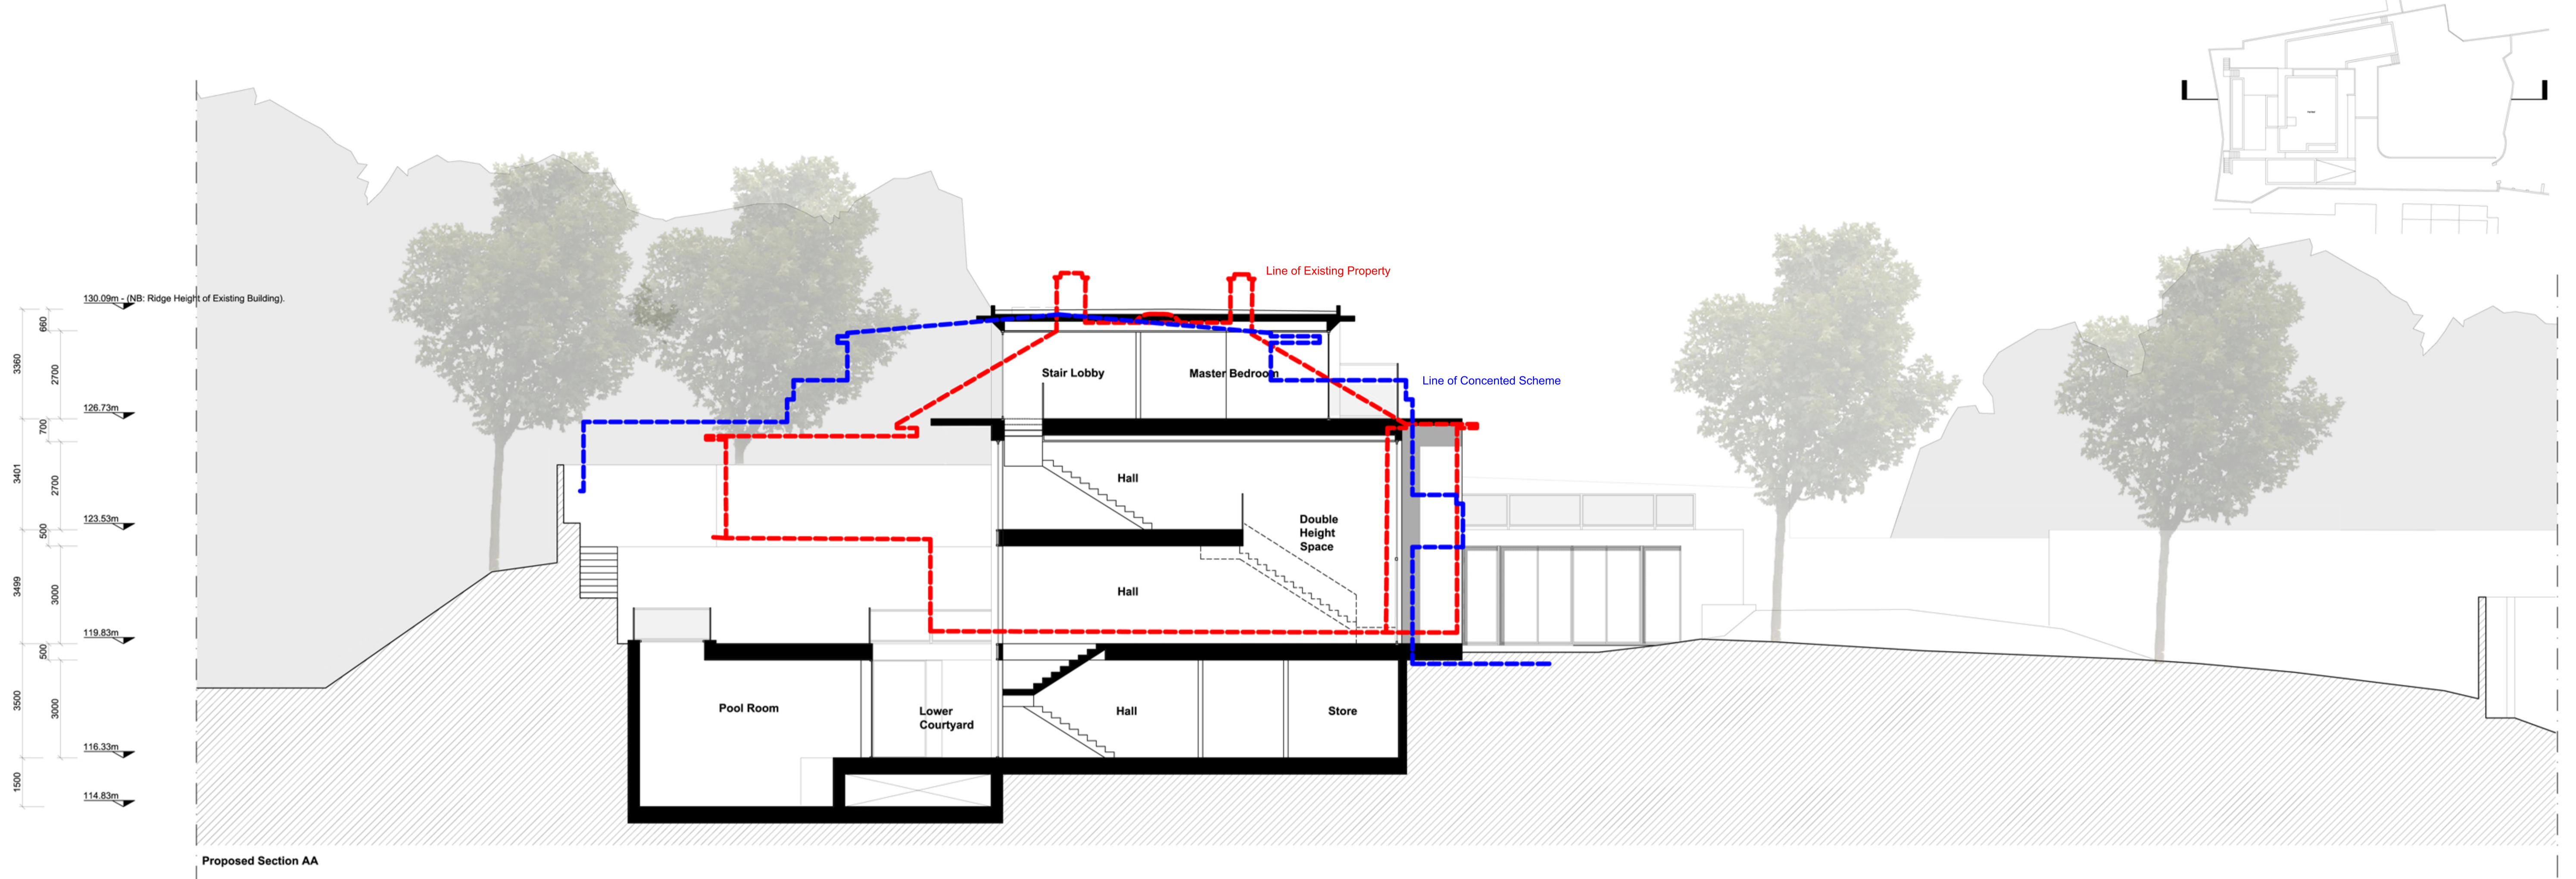 Line of Existing Property
130.09m - (NB: Ridge Height of Existing Building).
660
3360
2700
Stair Lobby
Master Bedroom
Line of Concented Scheme
126.73m
700
3401
2700
Hall
123.53m
500
Double
Height
Space
3499
3000
Hall
119.83m
500
3500
3000
Pool Room
Lower
Courtyard
Hall
Store
116.33m
1500
114.83m
Proposed Section AA